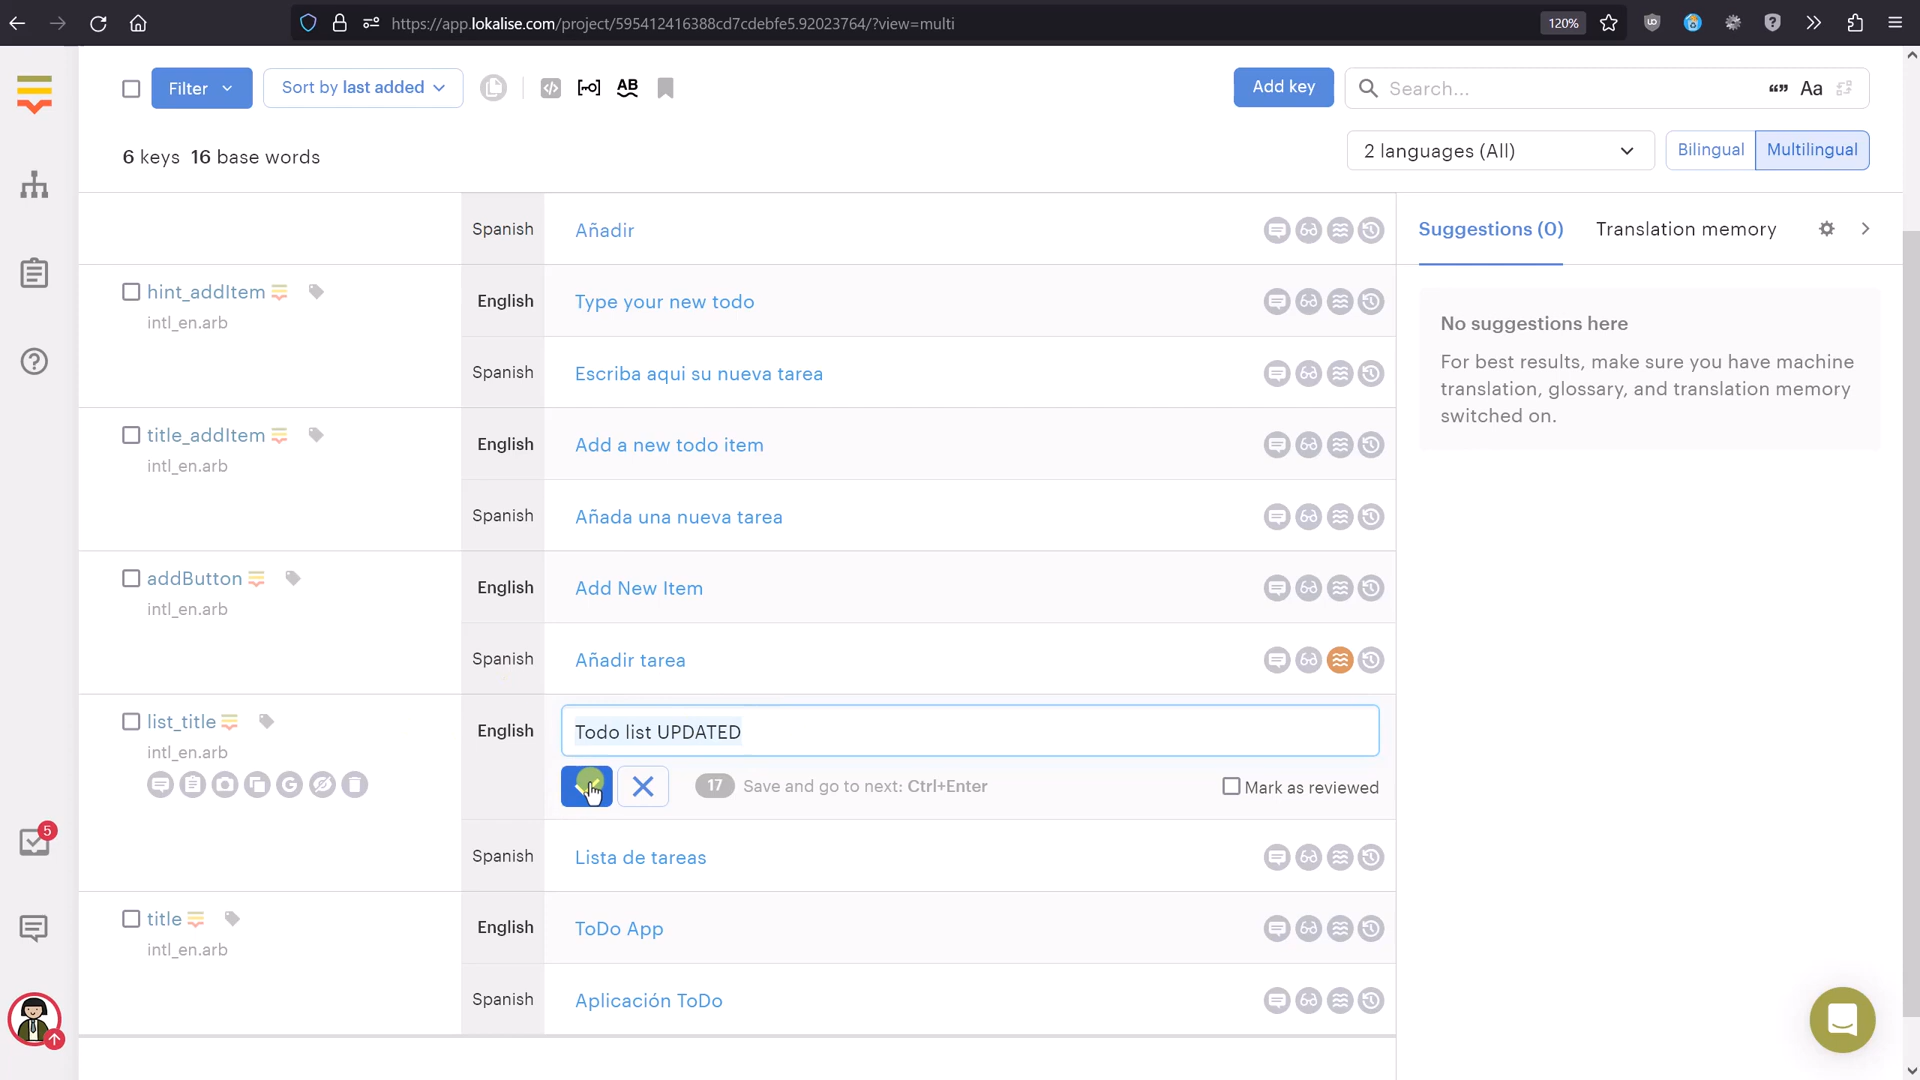 https://app.lokalise.com/project/595412416388cd7cdebfe5.92023764/?view=multi
120%
Filter
Sort by last added
AB
Add key
Search...
Aa
6 keys 16 base words
2 languages (All)
Bilingual
Multilingual
Spanish
Añadir
Suggestions (0)
Translation memory
hint_addItem
intl_en.arb
English
Type your new todo
Spanish
Escriba aqui su nueva tarea
No suggestions here
For best results, make sure you have machine
translation, glossary, and translation memory
switched on.
title_addItem
intl_en.arb
English
Add a new todo item
Spanish
Añada una nueva tarea
addButton
intl_en.arb
English
Add New Item
Spanish
Añadir tarea
list_title
intl_en.arb
English
Todo list UPDATED
17 Save and go to next: Ctrl+Enter
Mark as reviewed
Spanish
Lista de tareas
5
title
intl_en.arb
English
ToDo App
Spanish
Aplicación ToDo